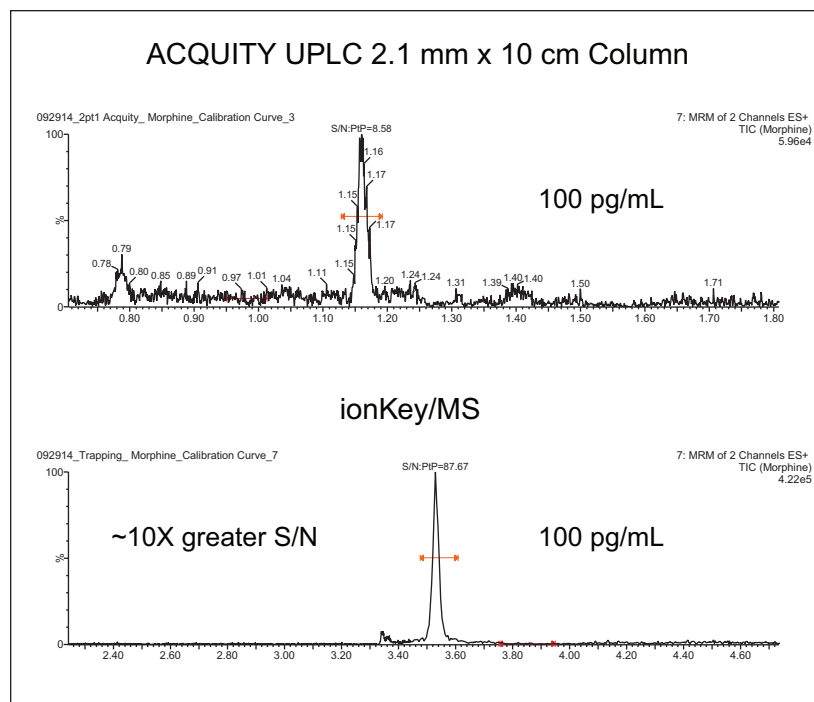 ACQUITY UPLC 2.1 mm x 10 cm Column
092914_2pt1 Acquity_ Morphine_Calibration Curve_3
7: MRM of 2 Channels ES+
TIC (Morphine)
5.96e4
S/N:PtP=8.58
100
%
0
100 pg/mL
1.16
1.17
1.15
1.17
1.15
1.15
0.78
0.79
0.80
0.85
0.89
0.91
0.97
1.01
1.04
1.11
1.20
1.24
1.24
1.31
1.39
1.40
1.40
1.50
1.71
0.80 0.90 1.00 1.10 1.20 1.30 1.40 1.50 1.60 1.70 1.80
ionKey/MS
092914_Trapping_ Morphine_Calibration Curve_7
7: MRM of 2 Channels ES+
TIC (Morphine)
4.22e5
S/N:PtP=87.67
100
%
0
~10X greater S/N
100 pg/mL
2.40 2.60 2.80 3.00 3.20 3.40 3.60 3.80 4.00 4.20 4.40 4.60